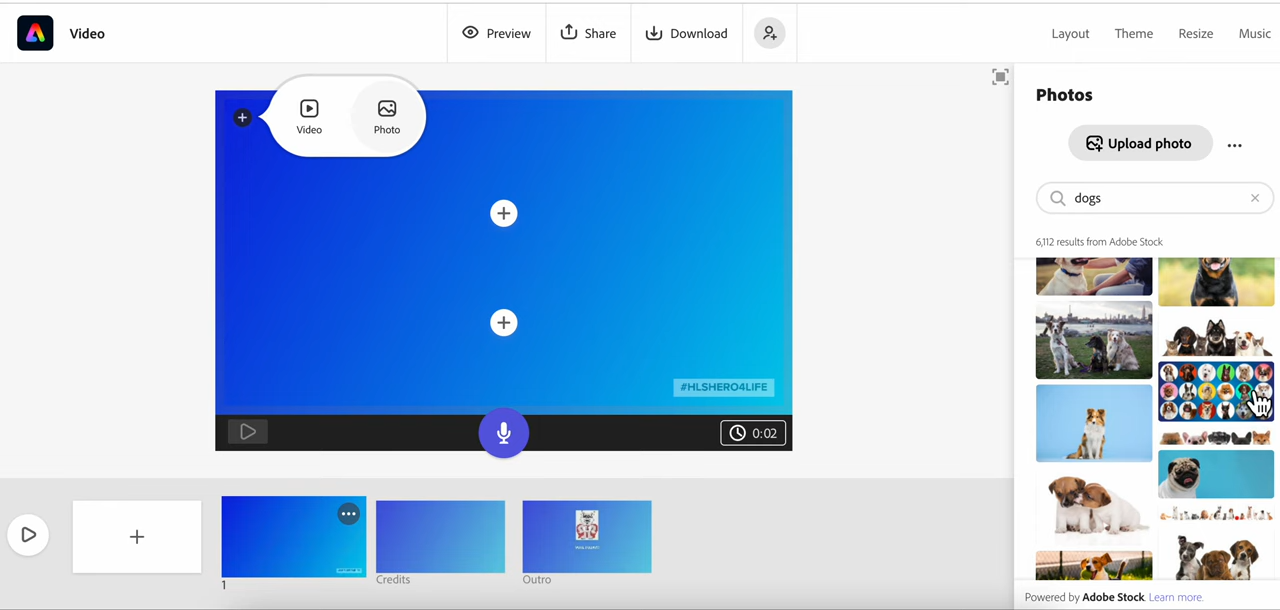 Video
Preview
Share
Download
Layout
Theme
Resize
Music
Video
Photo
#HLSHERO4LIFE
0:02
Photos
Upload photo
dogs
6,112 results from Adobe Stock
Powered by Adobe Stock. Learn more.
1
Credits
Outro